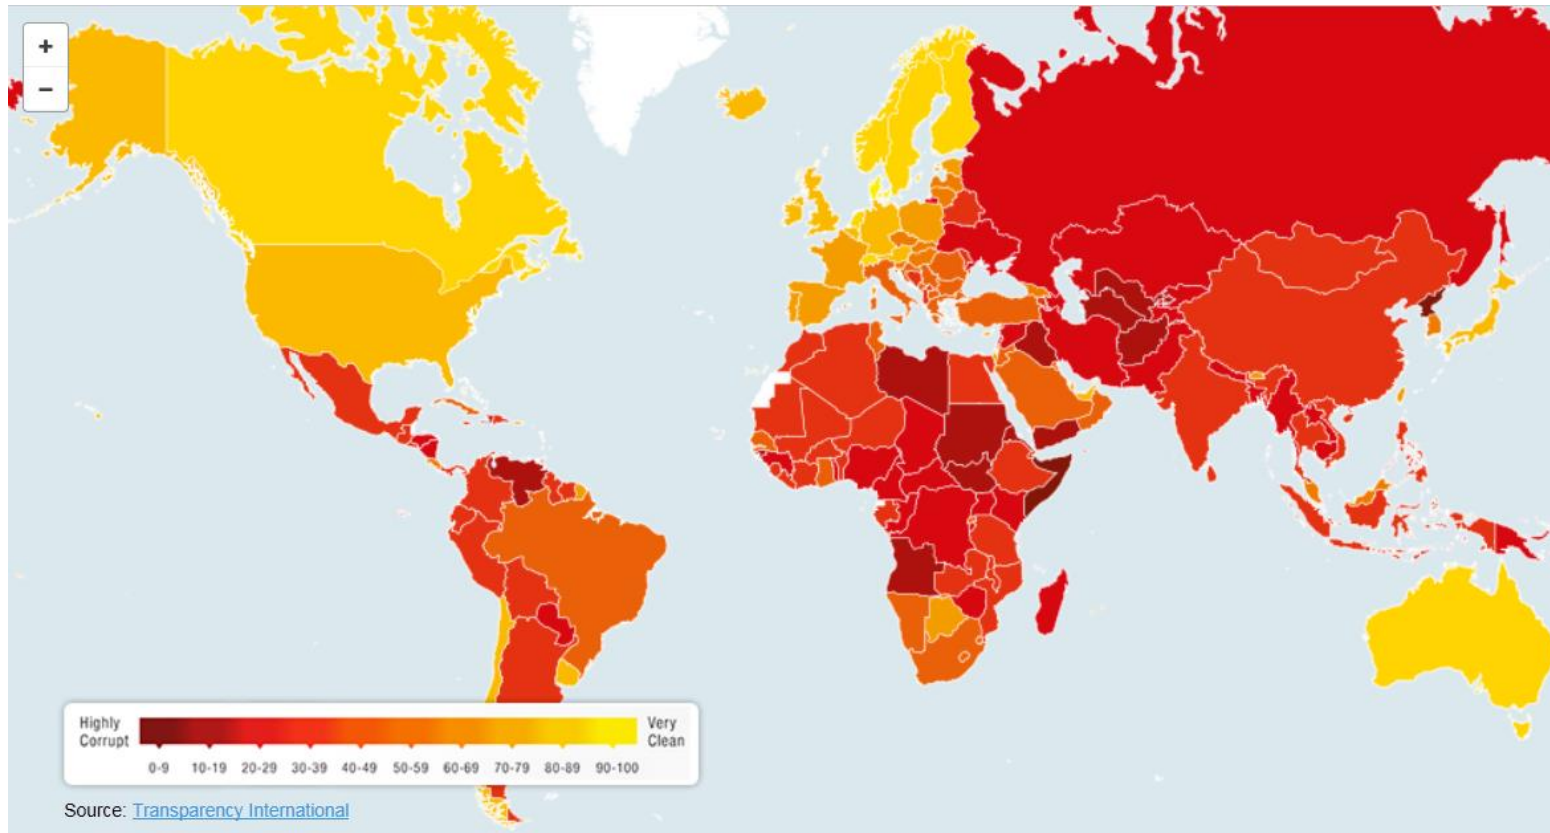 +
−
Highly
Corrupt
Very
Clean
0-9 10-19 20-29 30-39 40-49 50-59 60-69 70-79 80-89 90-100
Source: Transparency International